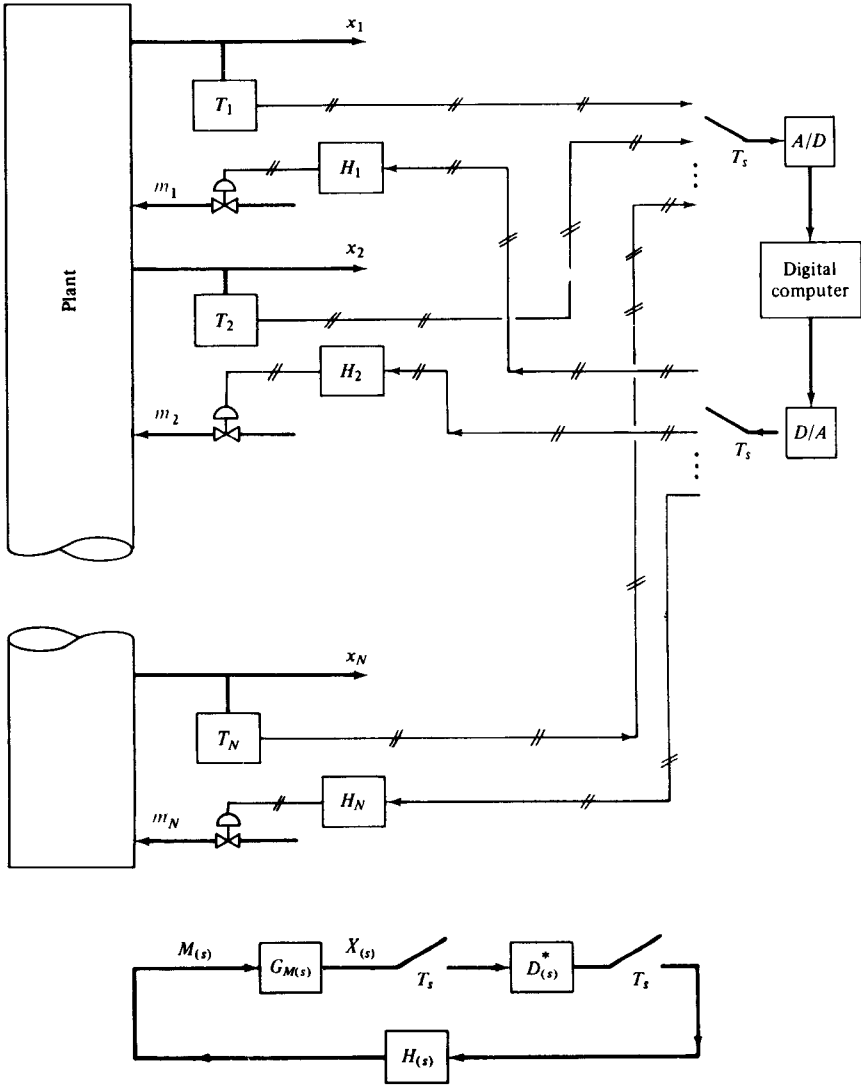 x1
T1
Ts
A/D
m1
H1
x2
Plant
T2
Digital
computer
H2
m2
D/A
Ts
xN
TN
HN
mN
M(s)
GM(s)
X(s)
Ts
D*(s)
Ts
H(s)